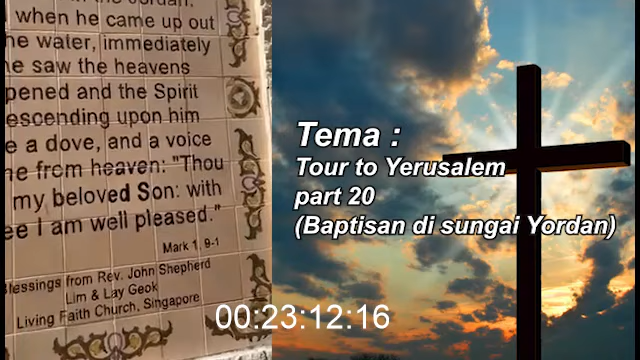 when he came up out
he water, immediately
he saw the heavens
pened and the Spirit
escending upon him
e a dove, and a voice
me from heaven: "Thou
my beloved Son: with
ee I am well pleased."
Mark 1. 9-1
lessings from Rev. John Shepherd
Lim & Lay Geok
Living Faith Church, Singapore
Tema :
Tour to Yerusalem
part 20
(Baptisan di sungai Yordan)
00:23:12:16